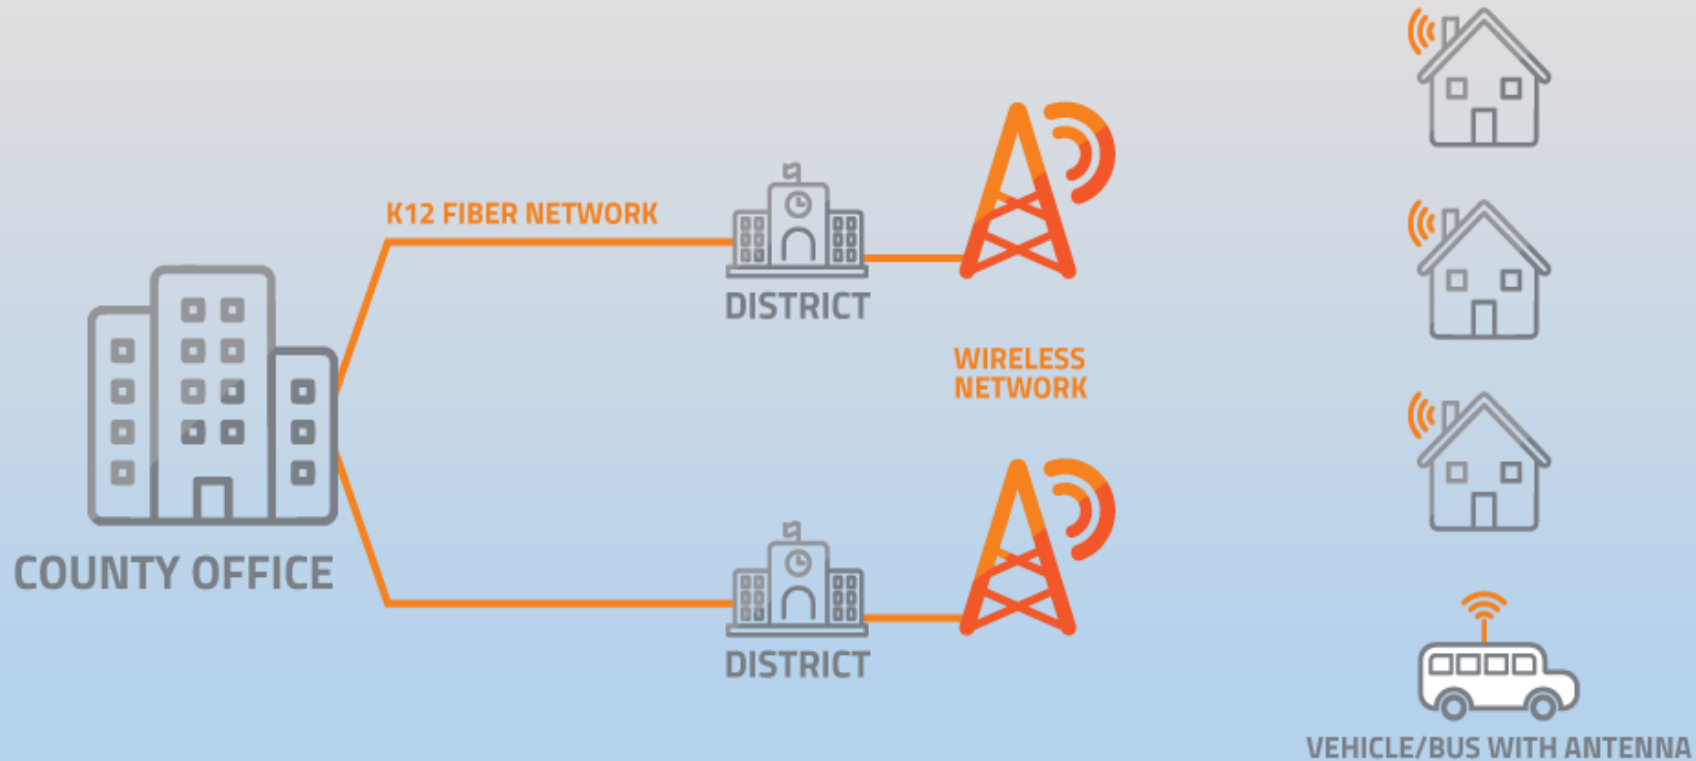 K12 FIBER NETWORK
DISTRICT
WIRELESS
NETWORK
COUNTY OFFICE
DISTRICT
VEHICLE/BUS WITH ANTENNA